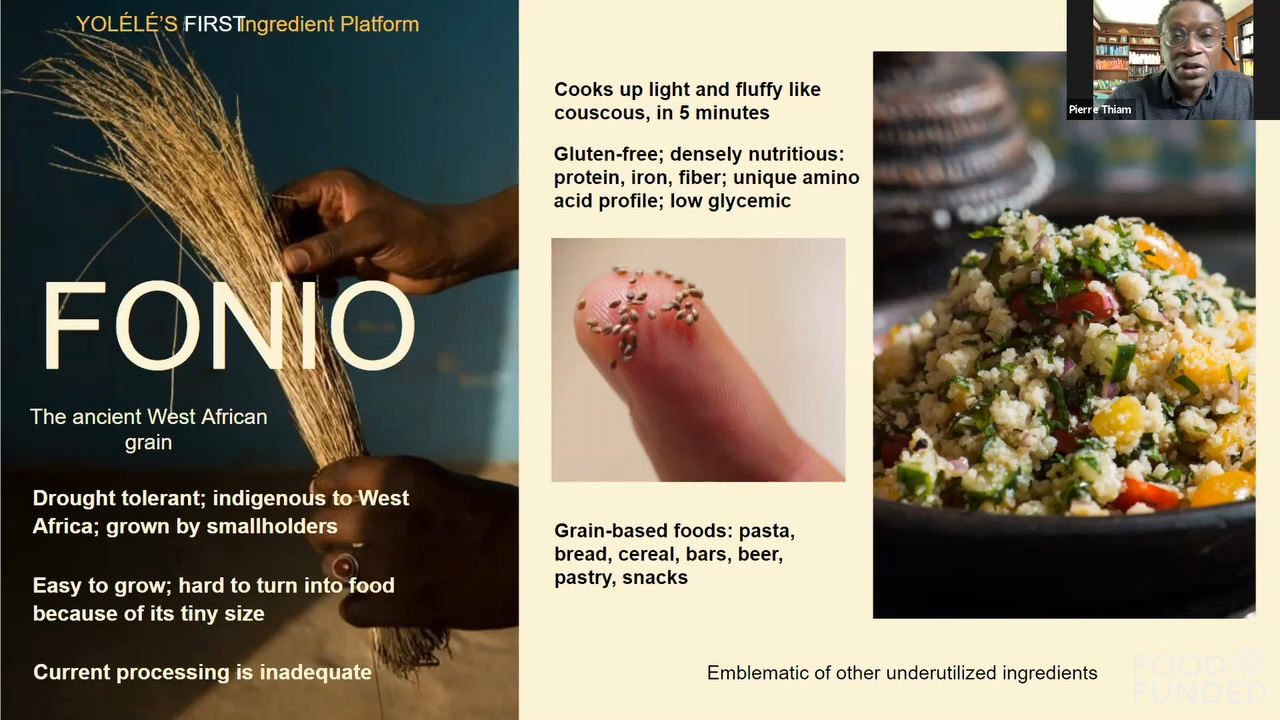 YOLÉLÉ’S FIRST Ingredient Platform
FONIO
The ancient West African
grain
Drought tolerant; indigenous to West
Africa; grown by smallholders
Easy to grow; hard to turn into food
because of its tiny size
Current processing is inadequate
Cooks up light and fluffy like
couscous, in 5 minutes
Gluten-free; densely nutritious:
protein, iron, fiber; unique amino
acid profile; low glycemic
Grain-based foods: pasta,
bread, cereal, bars, beer,
pastry, snacks
Pierre Thiam
Emblematic of other underutilized ingredients
FOOD
FUNDED